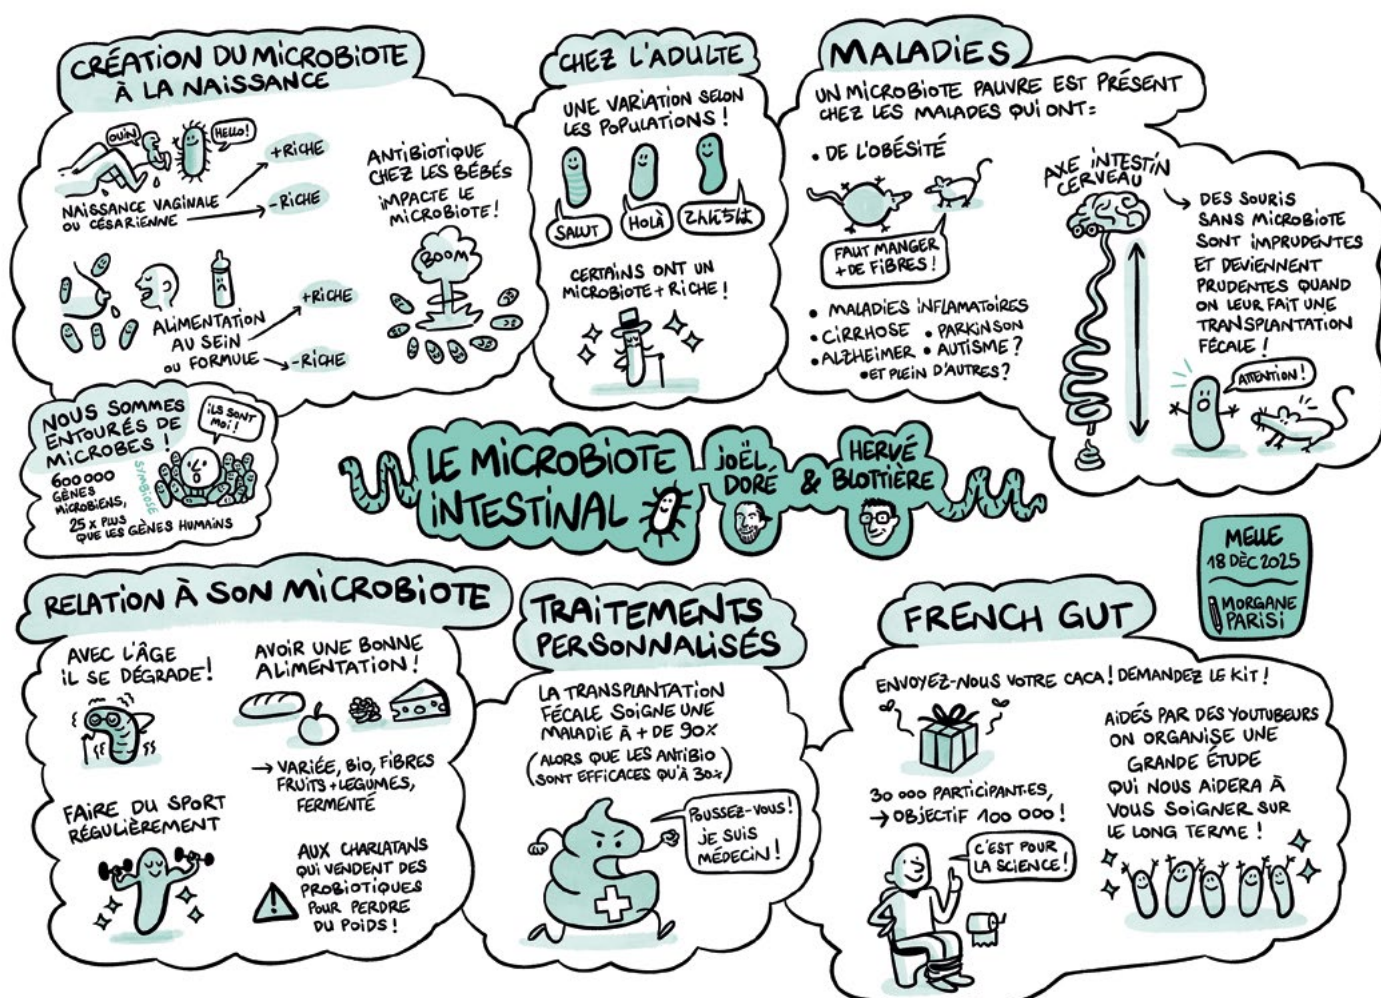 CRÉATION DU MICROBIOTE
À LA NAISSANCE
OUIN
HELLO!
+RICHE
-RICHE
NAISSANCE VAGINALE
OU CÉSARIENNE
ANTIBIOTIQUE
CHEZ LES BÉBÉS
IMPACTE LE
MICROBIOTE!
BOOM
ALIMENTATION
AU SEIN
OU FORMULE
+RICHE
-RICHE
NOUS SOMMES
ENTOURÉS DE
MICROBES !
ILS SONT
MOI !
600 000
GÈNES
MICROBIENS,
25 x PLUS
QUE LES GÈNES HUMAINS
SYMBIOSE
CHEZ L'ADULTE
UNE VARIATION SELON
LES POPULATIONS !
SALUT
HOLÀ
CERTAINS ONT UN
MICROBIOTE + RICHE !
MALADIES
UN MICROBIOTE PAUVRE EST PRÉSENT
CHEZ LES MALADES QUI ONT :
• DE L'OBÉSITÉ
FAUT MANGER
+ DE FIBRES !
• MALADIES INFLAMATOIRES
• CIRRHOSE • PARKINSON
• ALZHEIMER • AUTISME ?
• ET PLEIN D'AUTRES ?
AXE INTESTIN
CERVEAU
→ DES SOURIS
SANS MICROBIOTE
SONT IMPRUDENTES
ET DEVIENNENT
PRUDENTES QUAND
ON LEUR FAIT UNE
TRANSPLANTATION
FÉCALE !
ATTENTION !
LE MICROBIOTE
INTESTINAL
JOËL
DORÉ
&
HERVÉ
BLOTTIÈRE
MELLE
18 DÈC 2025
MORGANE
PARISI
RELATION À SON MICROBIOTE
AVEC L'ÂGE
IL SE DÉGRADE !
AVOIR UNE BONNE
ALIMENTATION !
→ VARIÉE, BIO, FIBRES
FRUITS + LÉGUMES,
FERMENTÉ
FAIRE DU SPORT
RÉGULIÈREMENT
AUX CHARLATANS
QUI VENDENT DES
PROBIOTIQUES
POUR PERDRE
DU POIDS !
TRAITEMENTS
PERSONNALISÉS
LA TRANSPLANTATION
FÉCALE SOIGNE UNE
MALADIE À + DE 90%
(ALORS QUE LES ANTIBIO
SONT EFFICACES QU'À 30%)
POUSSEZ-VOUS !
JE SUIS
MÉDECIN !
FRENCH GUT
ENVOYEZ-NOUS VOTRE CACA ! DEMANDEZ LE KIT !
30 000 PARTICIPANT·ES,
→ OBJECTIF 100 000 !
C'EST POUR
LA SCIENCE !
AIDÉS PAR DES YOUTUBEURS
ON ORGANISE UNE
GRANDE ÉTUDE
QUI NOUS AIDERA À
VOUS SOIGNER SUR
LE LONG TERME !